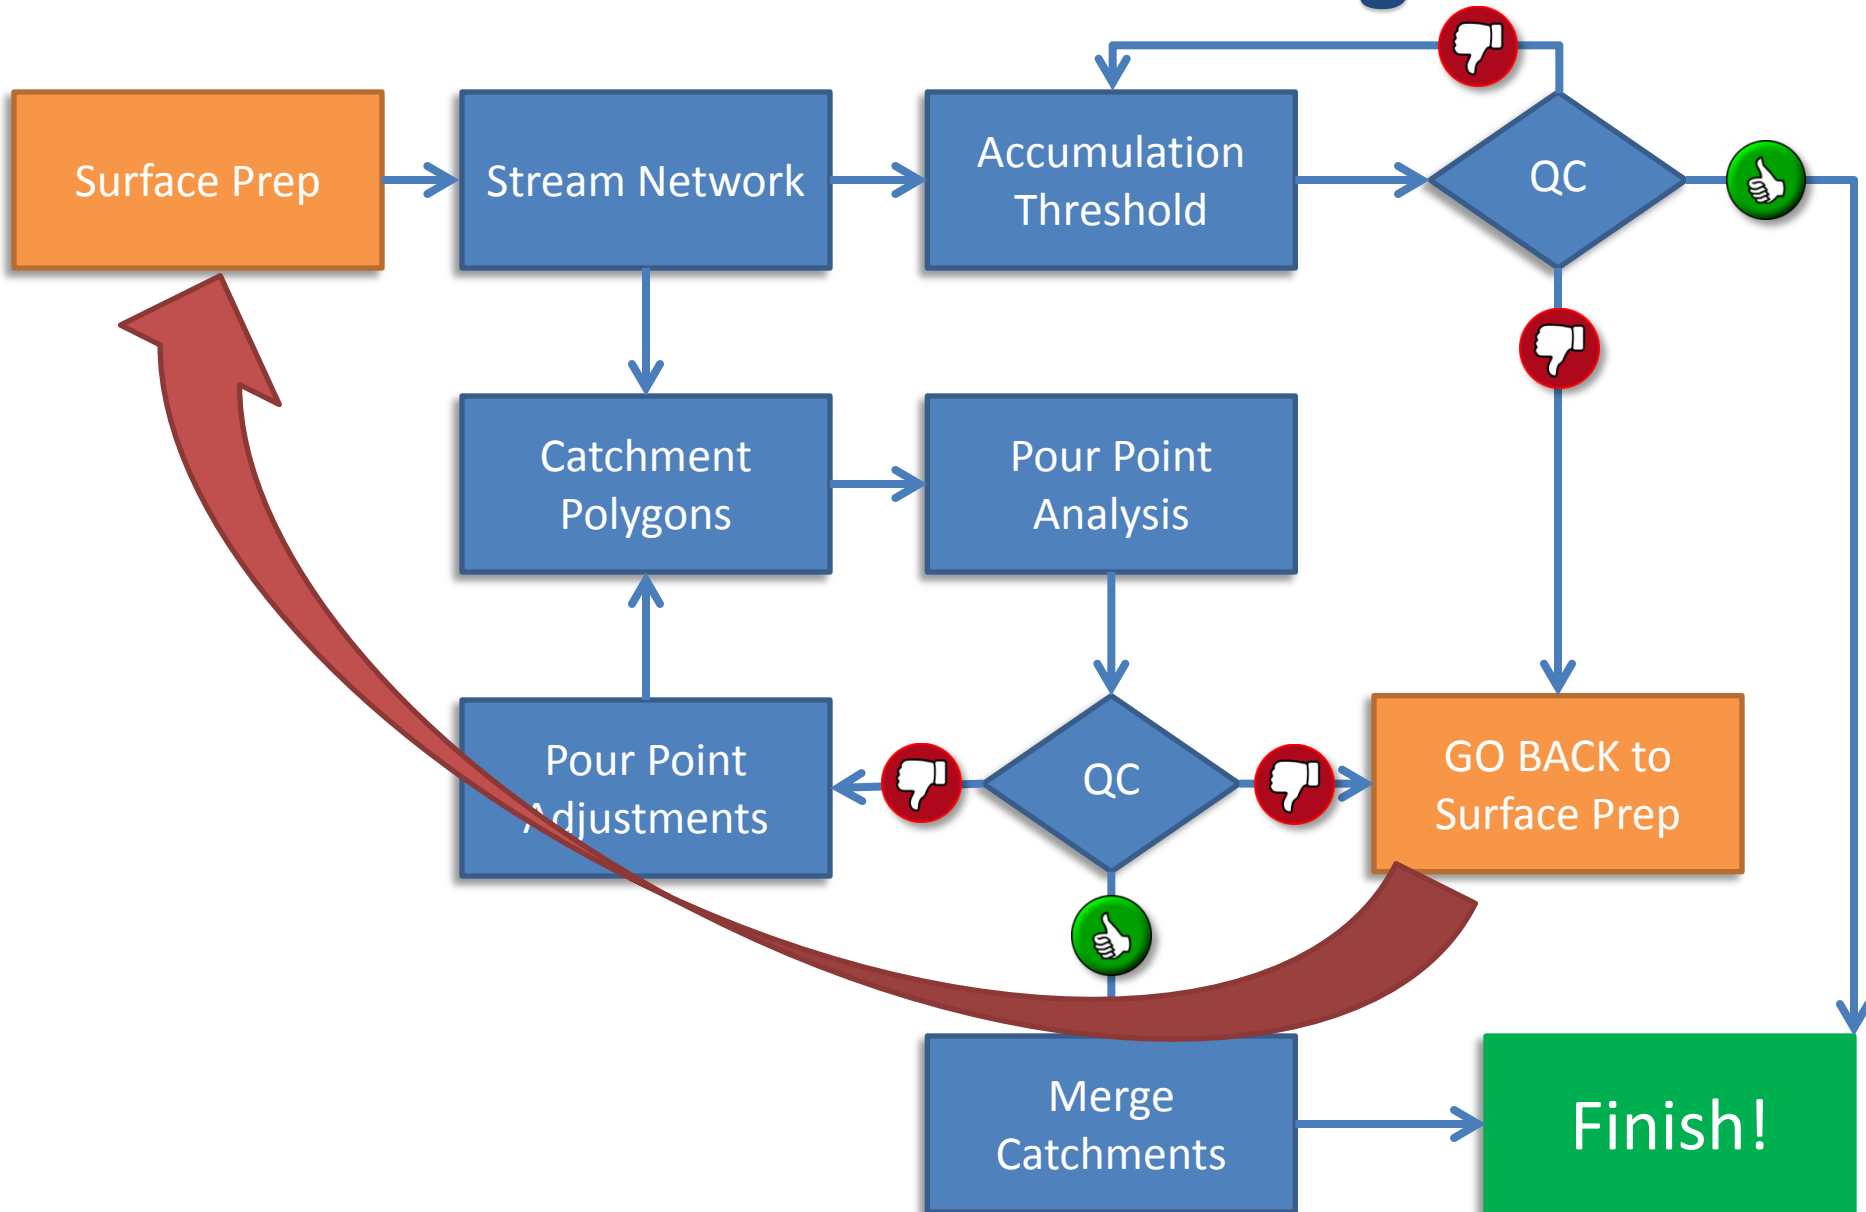 Surface Prep
Stream Network
Accumulation
Threshold
QC
Catchment
Polygons
Pour Point
Analysis
Pour Point
Adjustments
QC
GO BACK to
Surface Prep
Merge
Catchments
Finish!